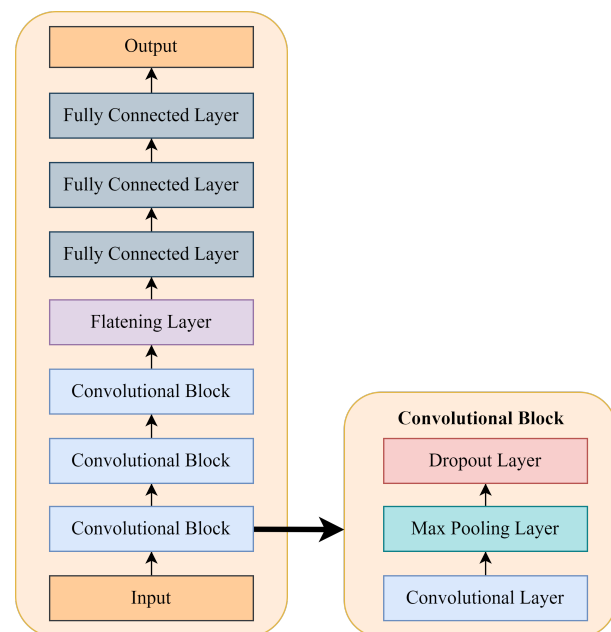 Output
Fully Connected Layer
Fully Connected Layer
Fully Connected Layer
Flatening Layer
Convolutional Block
Convolutional Block
Convolutional Block
Input
Convolutional Block
Dropout Layer
Max Pooling Layer
Convolutional Layer